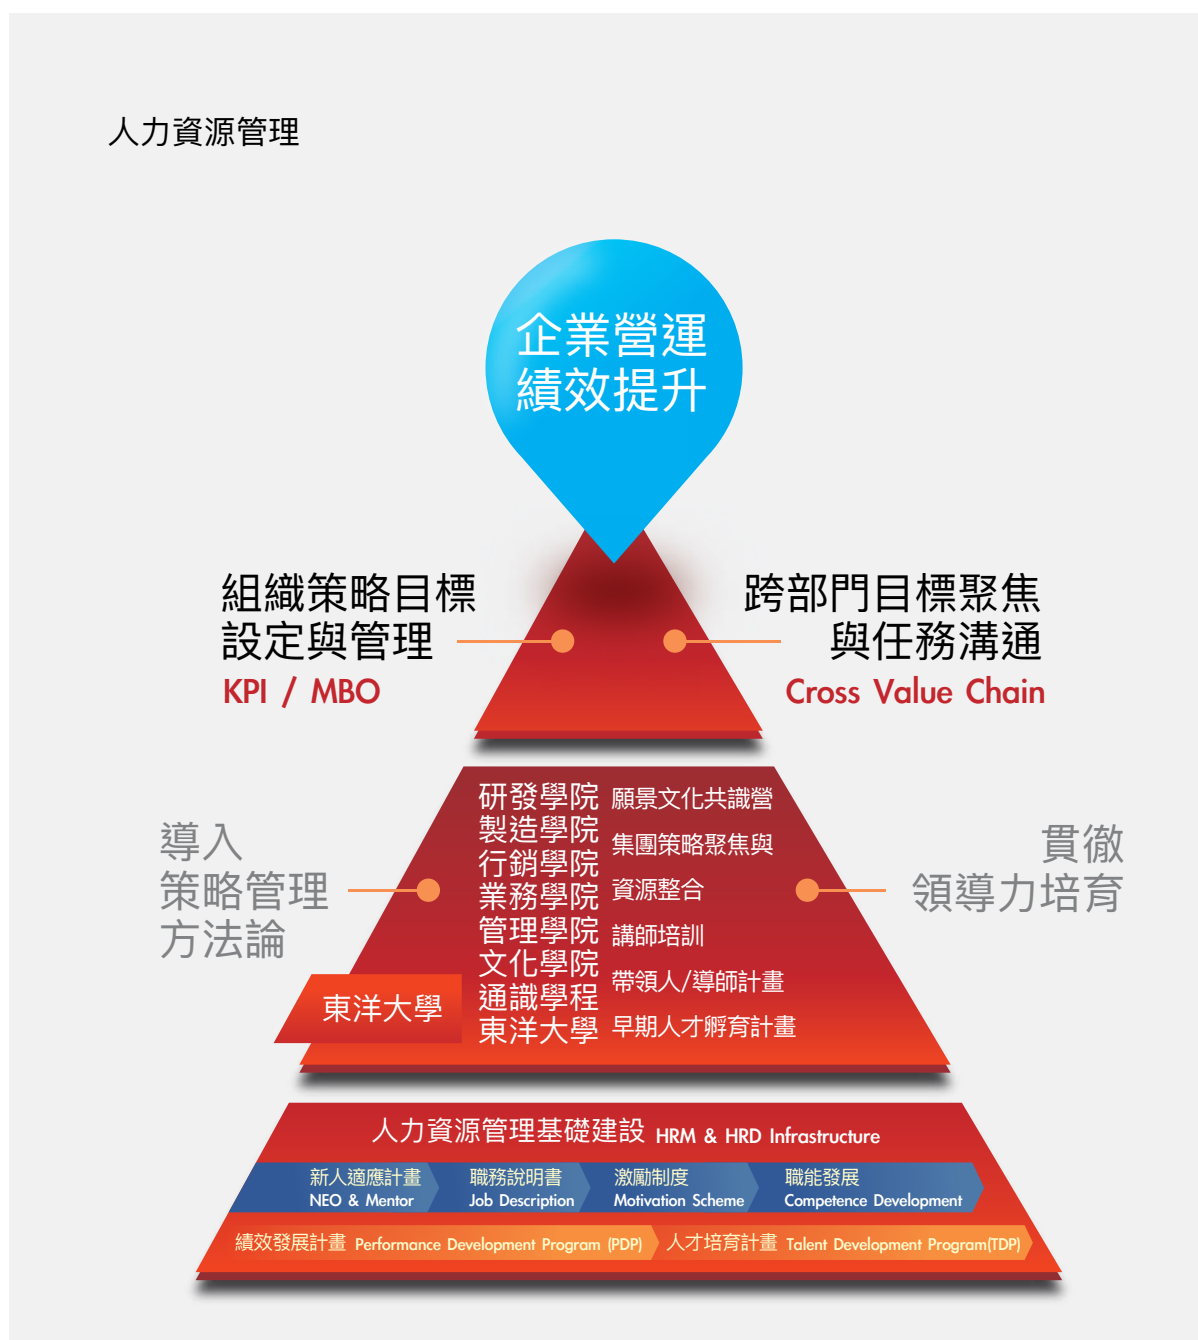 人力資源管理
企業營運
績效提升
組織策略目標
設定與管理
KPI / MBO
跨部門目標聚焦
與任務溝通
Cross Value Chain
導入
策略管理
方法論
東洋大學
研發學院
製造學院
行銷學院
業務學院
管理學院
文化學院
通識學程
東洋大學
願景文化共識營
集團策略聚焦與
資源整合
講師培訓
帶領人/導師計畫
早期人才孵育計畫
貫徹
領導力培育
人力資源管理基礎建設 HRM & HRD Infrastructure
新人適應計畫
NEO & Mentor
職務說明書
Job Description
激勵制度
Motivation Scheme
職能發展
Competence Development
績效發展計畫 Performance Development Program (PDP)
人才培育計畫 Talent Development Program(TDP)